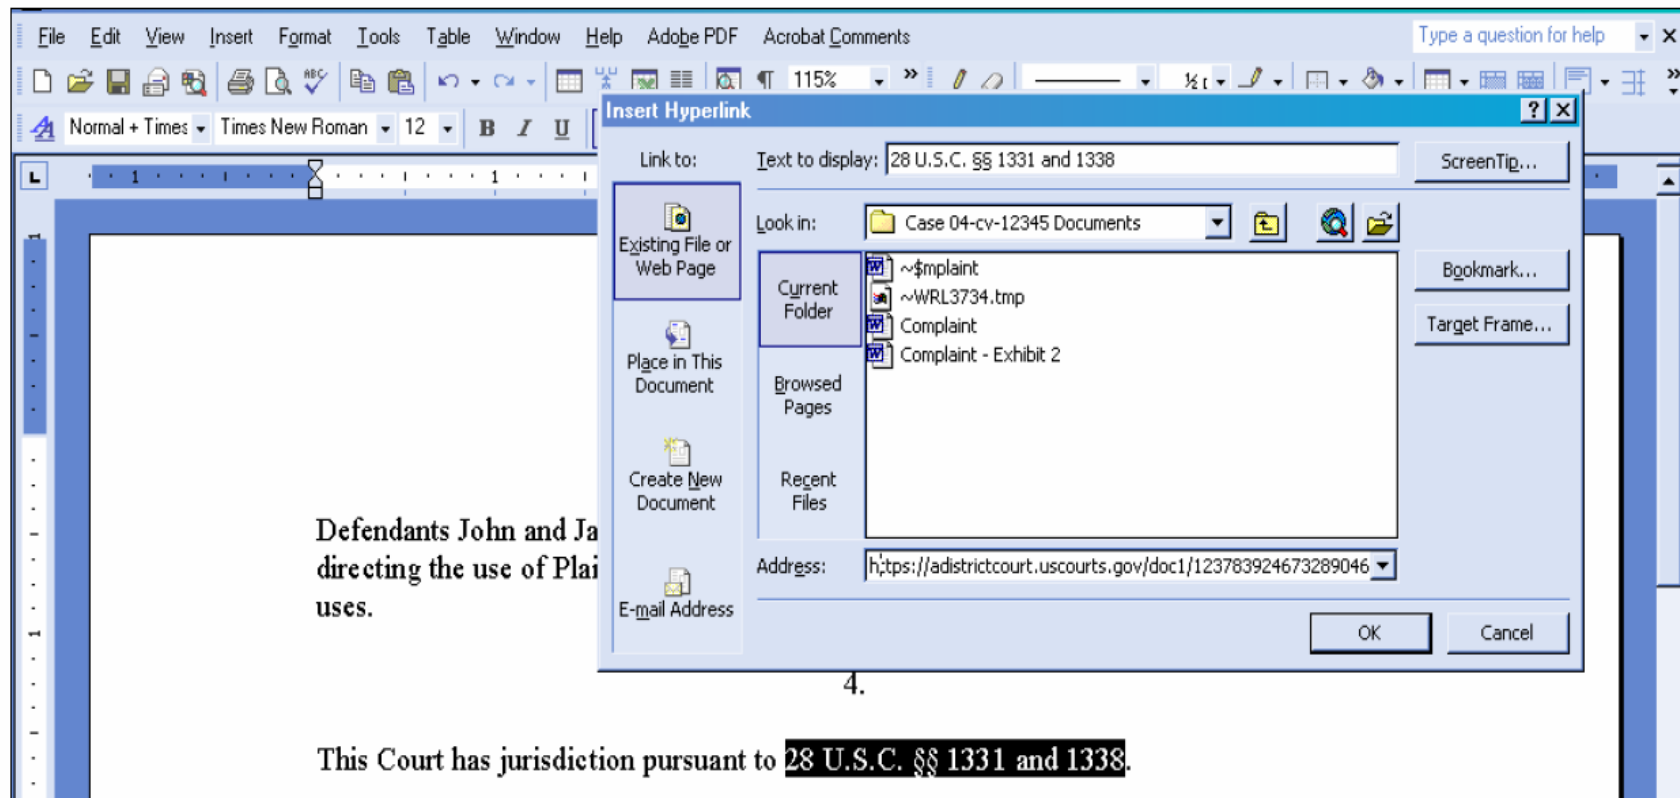 File Edit View Insert Format Tools Table Window Help Adobe PDF Acrobat Comments Type a question for help
ABC 115%
Normal + Times Times New Roman 12 B I U
Insert Hyperlink
Link to: Text to display: 28 U.S.C. §§ 1331 and 1338 ScreenTip...
Look in: Case 04-cv-12345 Documents
Existing File or
Web Page
Place in This
Document
Create New
Document
E-mail Address
Current
Folder
Browsed
Pages
Recent
Files
~$mplaint
~WRL3734.tmp
Complaint
Complaint - Exhibit 2
Bookmark...
Target Frame...
Address: https://adistrictcourt.uscourts.gov/doc1/123783924673289046
OK Cancel
L 1 1
Defendants John and Ja
directing the use of Plai
uses.
4.
This Court has jurisdiction pursuant to 28 U.S.C. §§ 1331 and 1338.